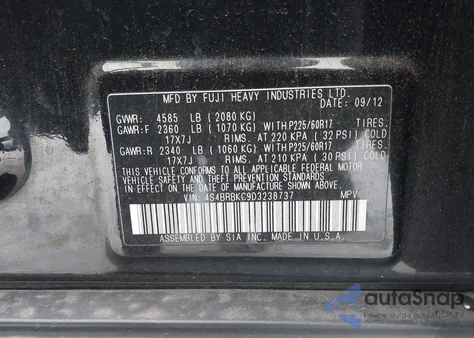 MFD BY FUJI HEAVY INDUSTRIES LTD.
DATE: 09/12
GVWR: 4585 LB (2080 KG)
GAWR:F 2360 LB (1070 KG) WITH P225/60R17 TIRES.
17X7J RIMS. AT 220 KPA (32 PSI) COLD
GAWR:R 2340 LB (1060 KG) WITH P225/60R17 TIRES.
17X7J RIMS. AT 210 KPA (30 PSI) COLD
THIS VEHICLE CONFORMS TO ALL APPLICABLE FEDERAL MOTOR
VEHICLE SAFETY, BUMPER, AND THEFT PREVENTION STANDARDS
IN EFFECT ON THE DATE OF MANUFACTURE SHOWN ABOVE.
VIN: 4S4BRBKC9D3238737 MPV
ASSEMBLED BY SIA INC. MADE IN U.S.A.
autoSnap
Pewne auto z